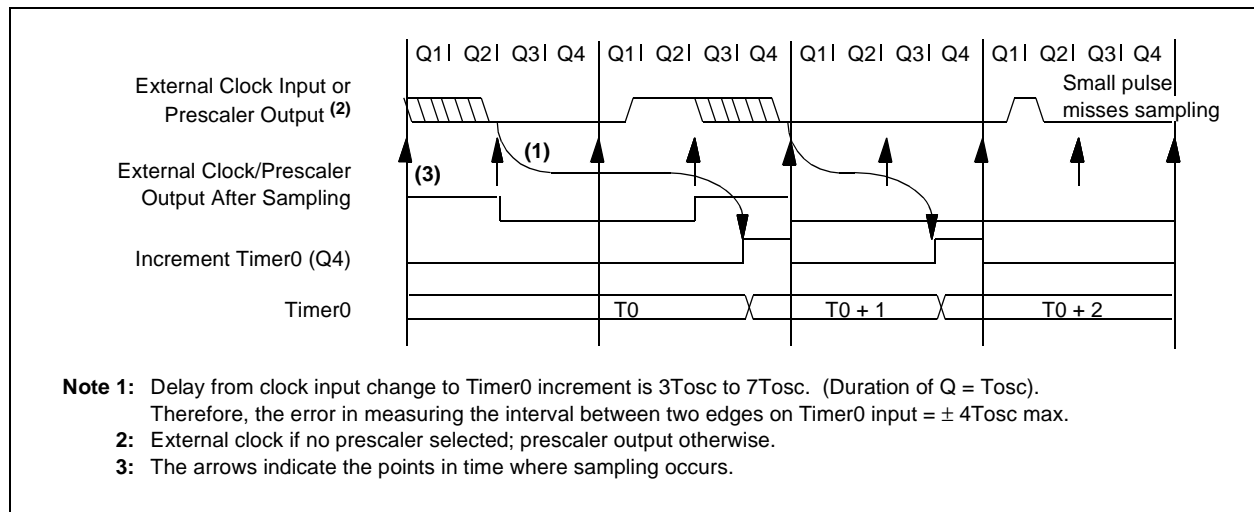 Q1| Q2| Q3| Q4 Q1| Q2| Q3| Q4 Q1| Q2| Q3| Q4 Q1| Q2| Q3| Q4
External Clock Input or
Prescaler Output (2)
Small pulse
misses sampling
(1)
(3)
External Clock/Prescaler
Output After Sampling
Increment Timer0 (Q4)
Timer0
T0 T0 + 1 T0 + 2
Note 1: Delay from clock input change to Timer0 increment is 3Tosc to 7Tosc. (Duration of Q = Tosc).
Therefore, the error in measuring the interval between two edges on Timer0 input = ± 4Tosc max.
2: External clock if no prescaler selected; prescaler output otherwise.
3: The arrows indicate the points in time where sampling occurs.